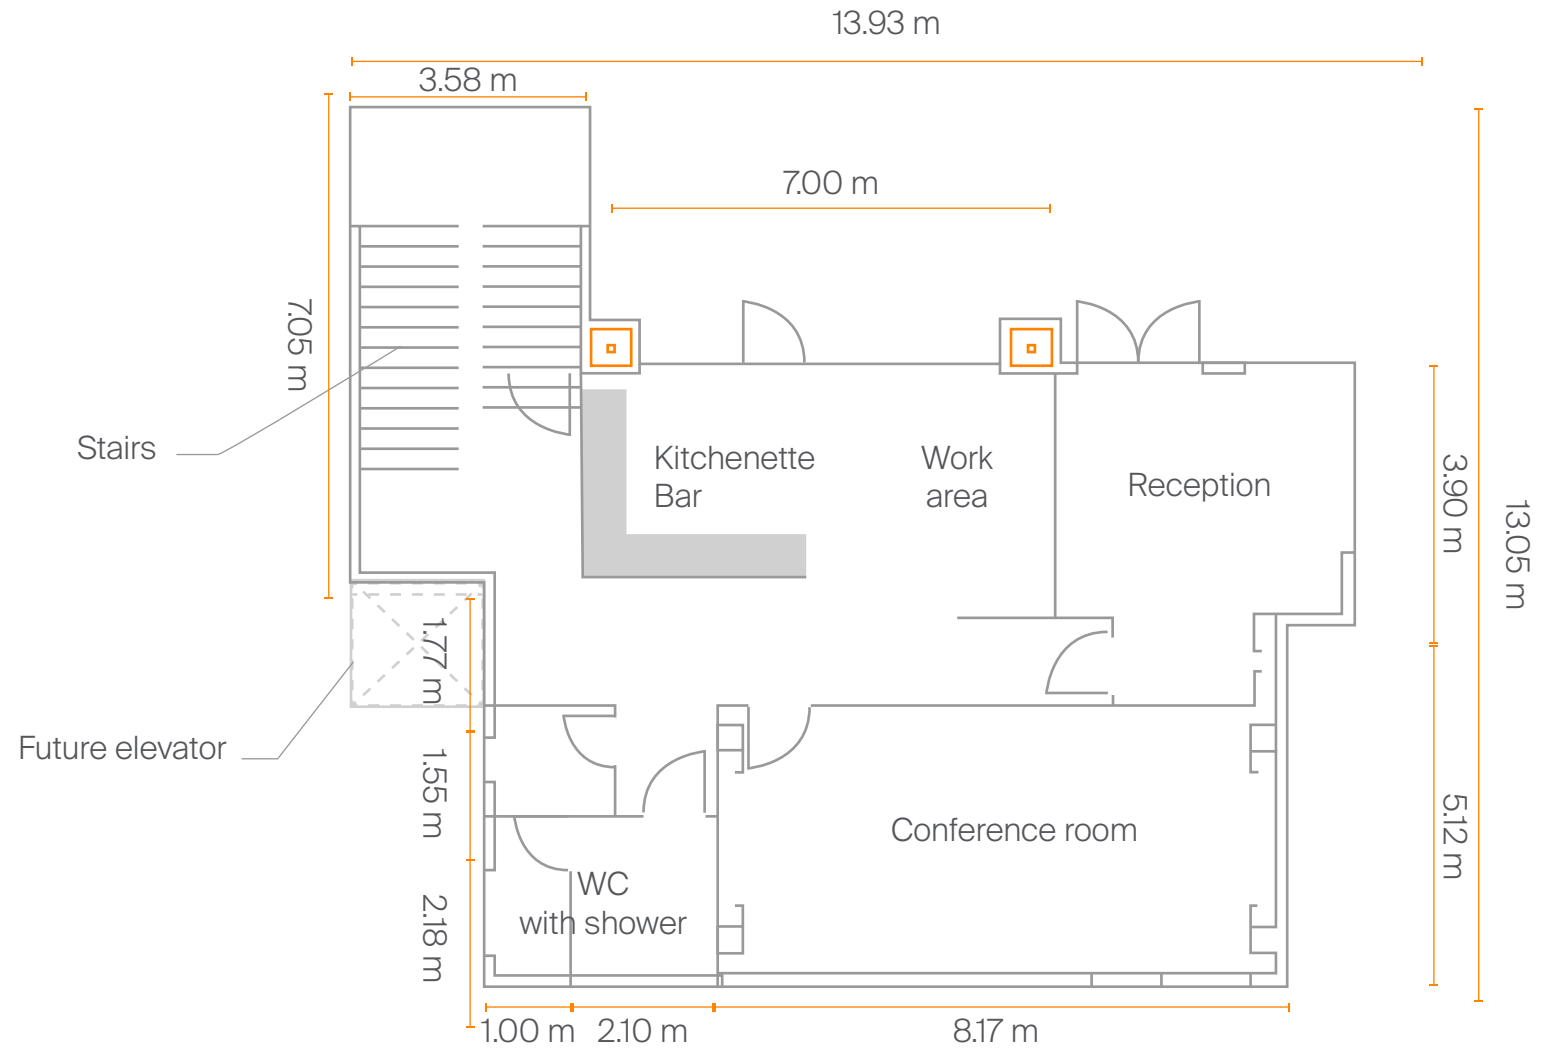 13.93 m
3.58 m
7.00 m
7.05 m
Stairs
Kitchenette
Bar
Work
area
Reception
3.90 m
13.05 m
1.77 m
Future elevator
1.55 m
5.12 m
Conference room
WC
with shower
2.18 m
1.00 m
2.10 m
8.17 m